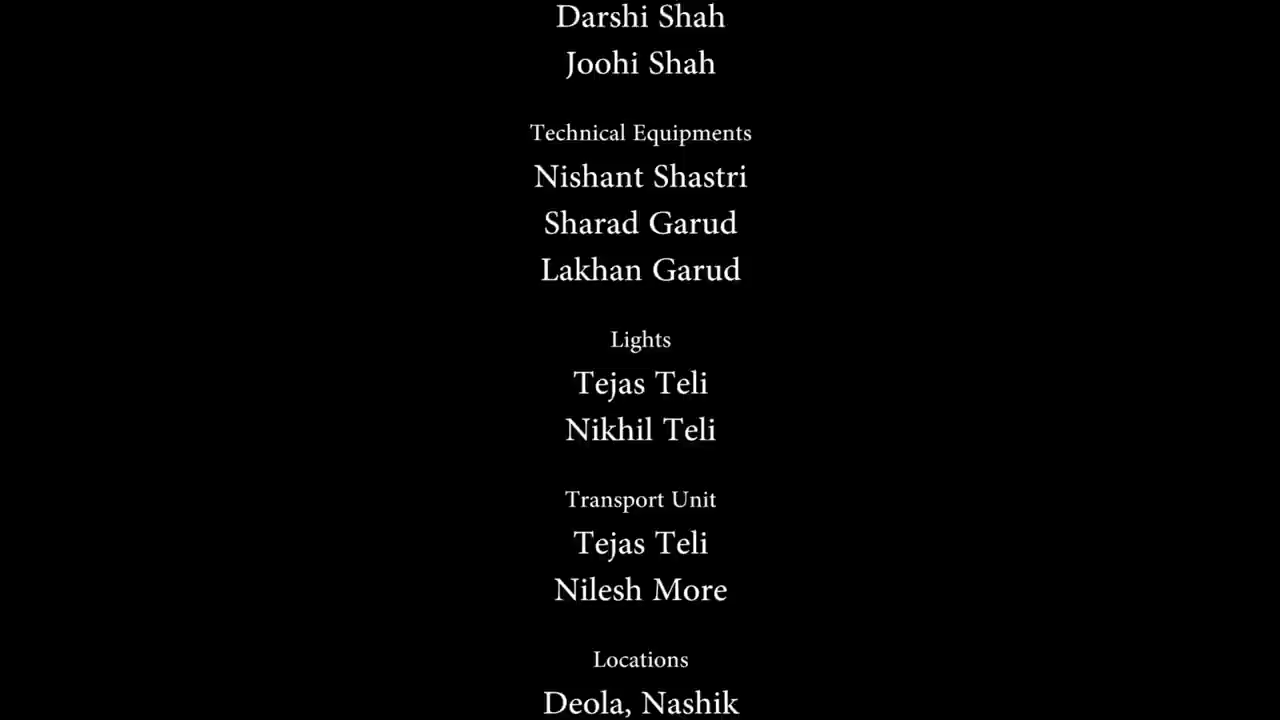 Darshi Shah
Joohi Shah
Technical Equipments
Nishant Shastri
Sharad Garud
Lakhan Garud
Lights
Tejas Teli
Nikhil Teli
Transport Unit
Tejas Teli
Nilesh More
Locations
Deola, Nashik